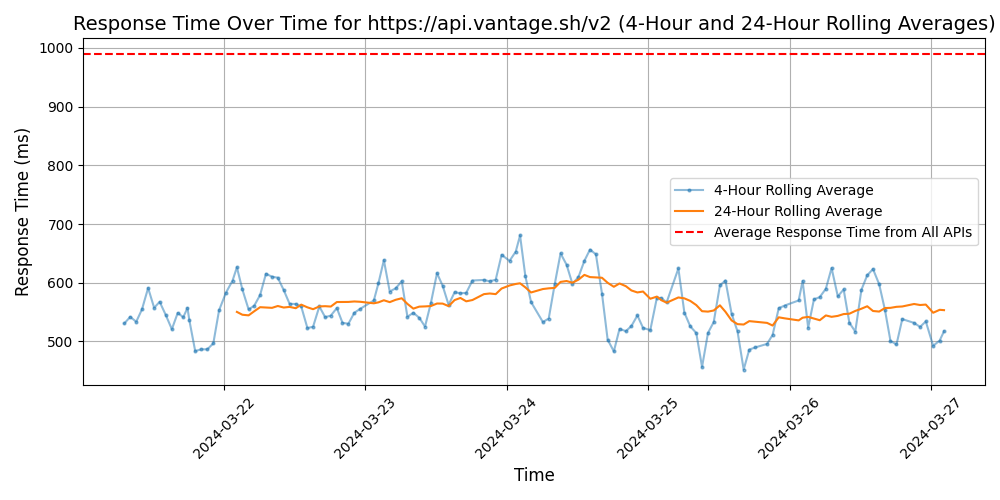 Response Time Over Time for https://api.vantage.sh/v2 (4-Hour and 24-Hour Rolling Averages)
Response Time (ms)
1000
900
800
700
600
500
4-Hour Rolling Average
24-Hour Rolling Average
Average Response Time from All APIs
2024-03-22
2024-03-23
2024-03-24
2024-03-25
2024-03-26
2024-03-27
Time